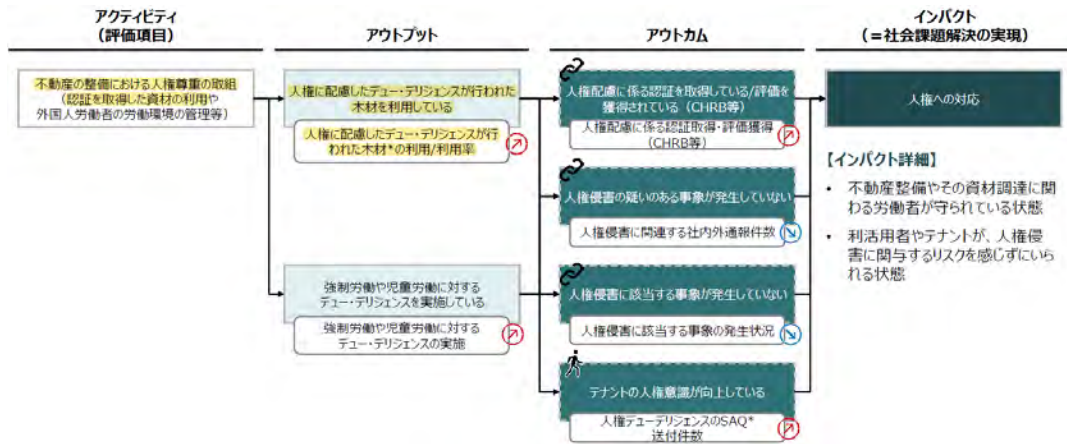 アクティビティ
(評価項目)
アウトプット
アウトカム
インパクト
(=社会課題解決の実現)
不動産の整備における人権尊重の取組
(認証を取得した資材の利用や
外国人労働者の労働環境の管理等)
人権に配慮したデュー・デリジェンスが行われた
木材を利用している
人権に配慮したデュー・デリジェンスが行
われた木材*の利用/利用率
強制労働や児童労働に対する
デュー・デリジェンスを実施している
強制労働や児童労働に対する
デュー・デリジェンスの実施
人権配慮に係る認証を取得している/評価を
獲得されている(CHRB等)
人権配慮に係る認証取得・評価獲得
(CHRB等)
人権侵害の疑いのある事象が発生していない
人権侵害に関連する社内外通報件数
人権侵害に該当する事象が発生していない
人権侵害に該当する事象の発生状況
テナントの人権意識が向上している
人権デューデリジェンスのSAQ*
送付件数
人権への対応
【インパクト詳細】
• 不動産整備やその資材調達に関
わる労働者が守られている状態
• 利活用者やテナントが、人権侵
害に関与するリスクを感じずにいら
れる状態